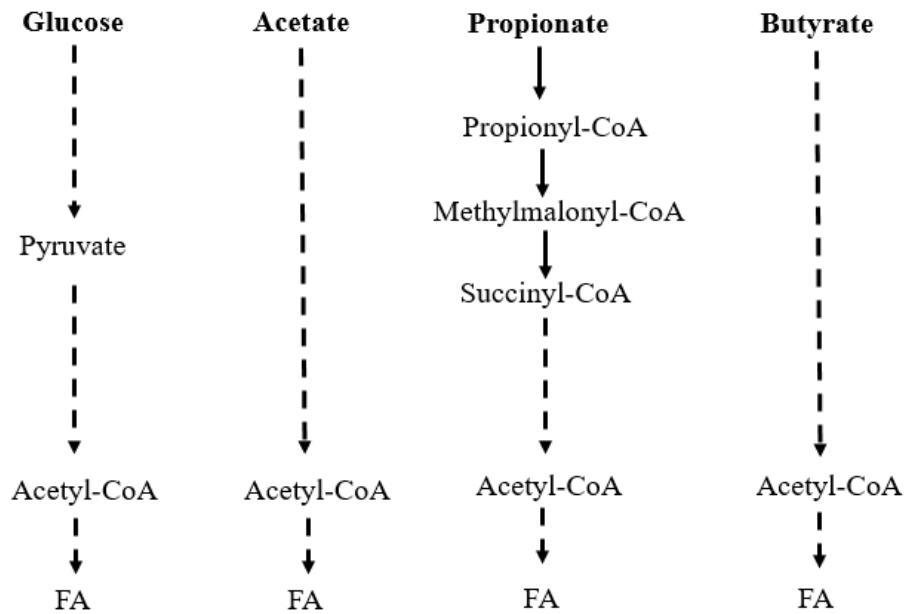 Glucose Acetate Propionate Butyrate
Propionyl-CoA
Methylmalonyl-CoA
Pyruvate
Succinyl-CoA
Acetyl-CoA Acetyl-CoA Acetyl-CoA Acetyl-CoA
FA FA FA FA